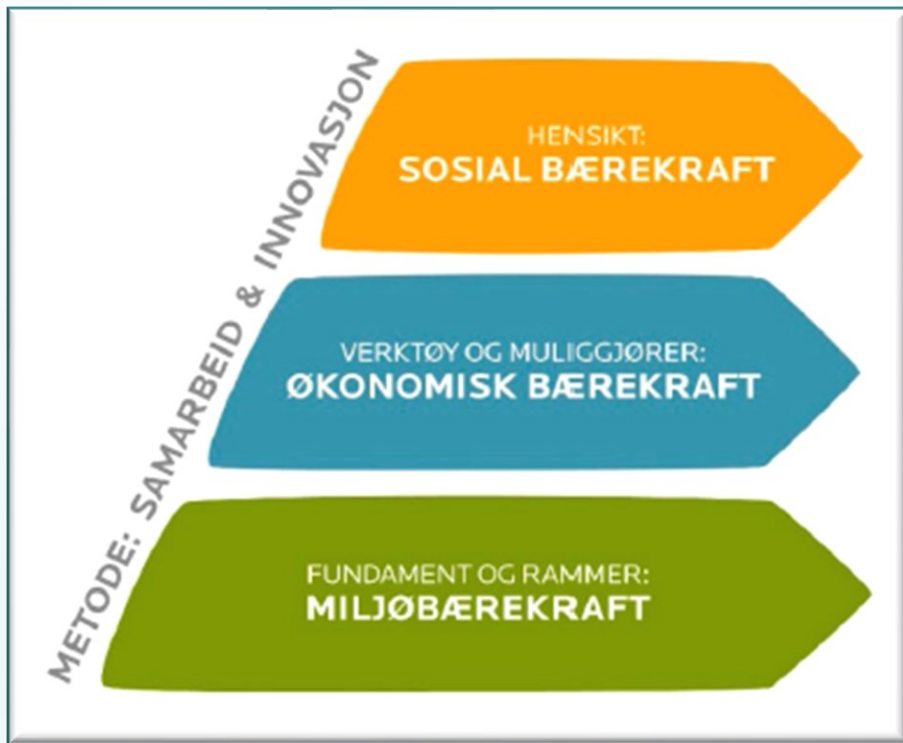 METODE: SAMARBEID & INNOVASJON
HENSIKT:
SOSIAL BÆREKRAFT
VERKTØY OG MULIGGJØRER:
ØKONOMISK BÆREKRAFT
FUNDAMENT OG RAMMER:
MILJØBÆREKRAFT